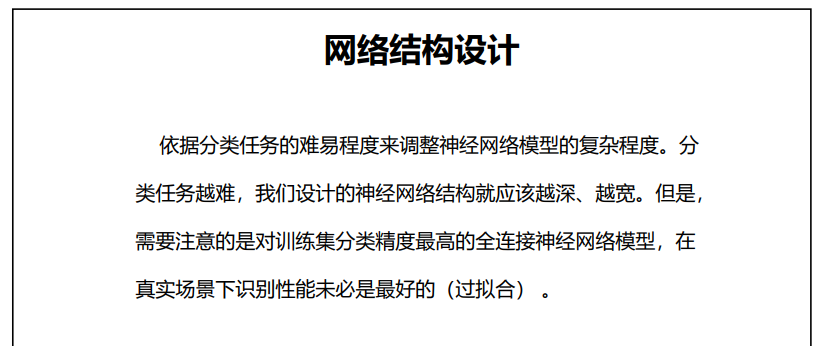 网络结构设计
依据分类任务的难易程度来调整神经网络模型的复杂程度。分
类任务越难，我们设计的神经网络结构就应该越深、越宽。但是，
需要注意的是对训练集分类精度最高的全连接神经网络模型，在
真实场景下识别性能未必是最好的（过拟合） 。